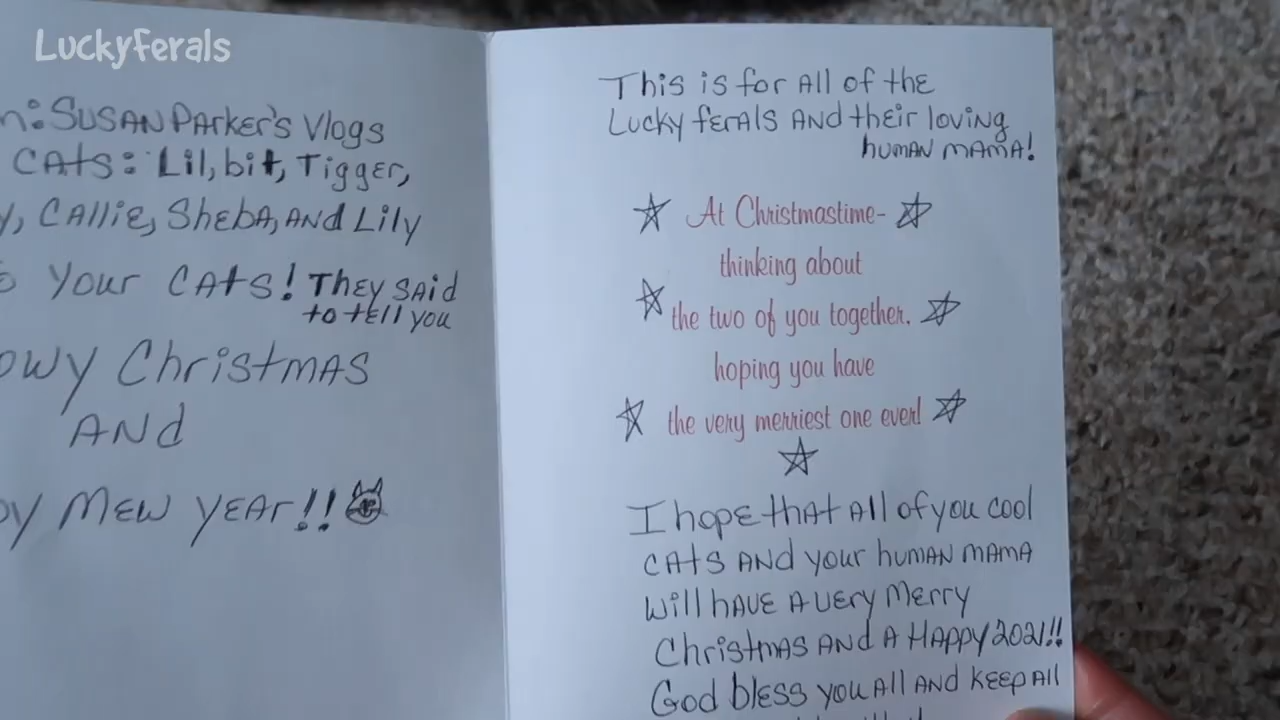 LuckyFerals
n: Susan Parker's Vlogs
Cats: Lil, bit, Tigger,
y, Callie, Sheba, and Lily
o your cats! They said
to tell you
owy Christmas
and
py Mew Year!!
This is for all of the
Lucky Ferals and their loving
human mama!
At Christmastime-
thinking about
the two of you together.
hoping you have
the very merriest one ever!
I hope that all of you cool
cats and your human mama
will have a very Merry
Christmas and a Happy 2021!!
God bless you all and keep all